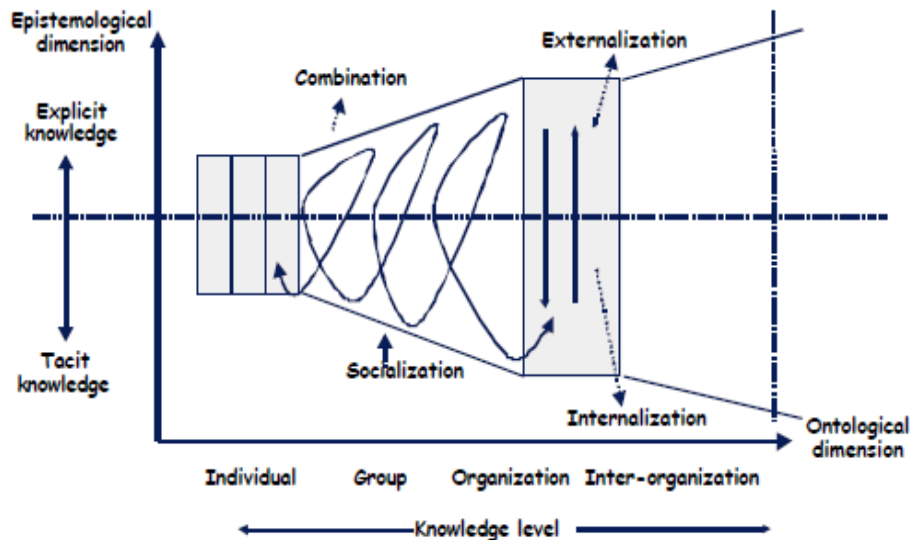 Epistemological
dimension
Externalization
Combination
Explicit
knowledge
Tacit
knowledge
Socialization
Internalization
Ontological
dimension
Individual
Group
Organization
Inter-organization
Knowledge level